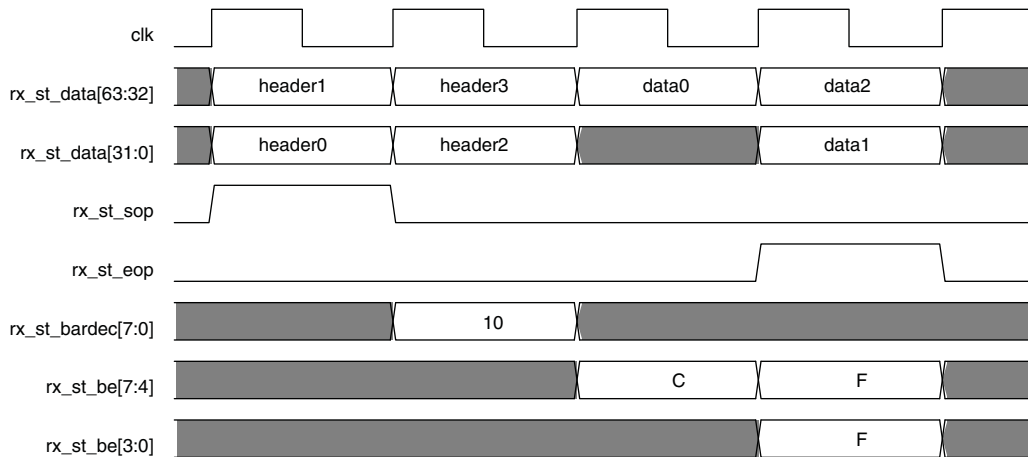 clk
rx_st_data[63:32] header1 header3 data0 data2
rx_st_data[31:0] header0 header2 data1
rx_st_sop
rx_st_eop
rx_st_bardec[7:0] 10
rx_st_be[7:4] C F
rx_st_be[3:0] F